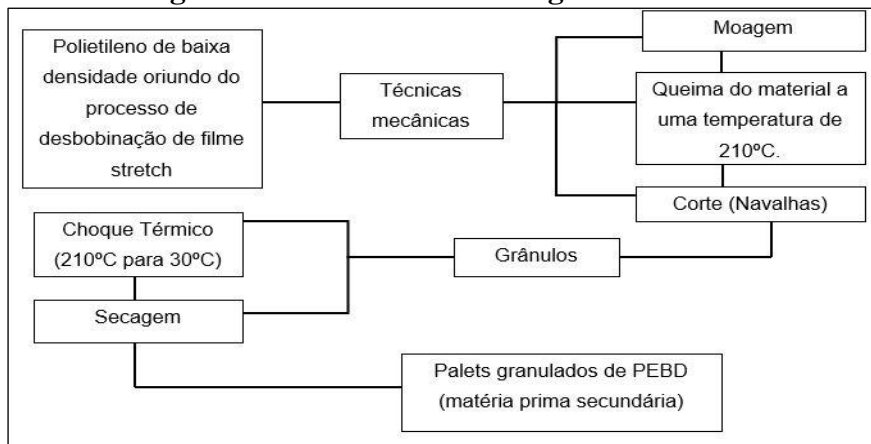 Polietileno de baixa
densidade oriundo do
processo de
desbobinação de filme
stretch
Técnicas
mecânicas
Moagem
Queima do material a
uma temperatura de
210ºC.
Corte (Navalhas)
Grânulos
Choque Térmico
(210ºC para 30ºC)
Secagem
Palets granulados de PEBD
(matéria prima secundária)